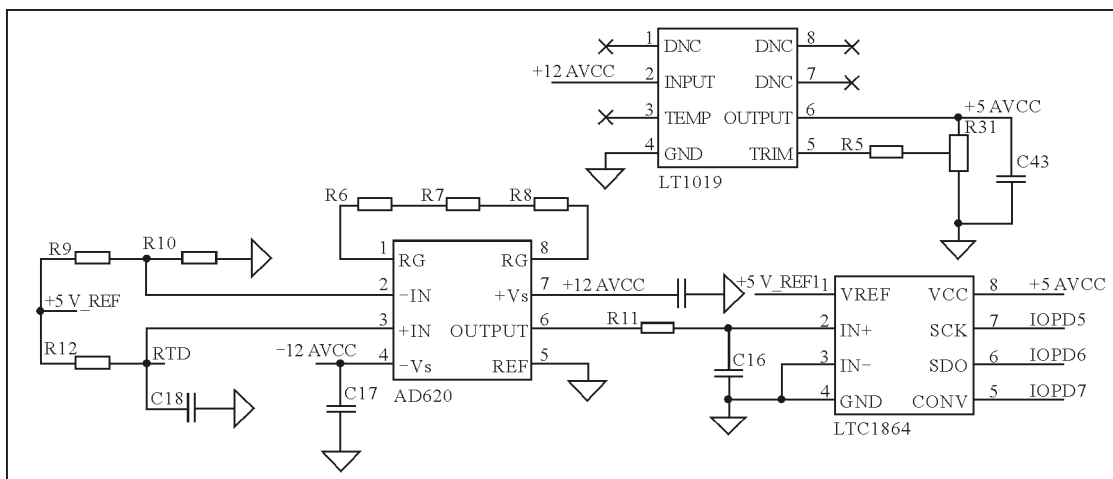 1 DNC DNC 8
+12 AVCC 2 INPUT DNC 7
3 TEMP OUTPUT 6 +5 AVCC
R31
4 GND TRIM 5 R5
C43
LT1019
R6 R7 R8
R9 R10
1 RG RG 8
2 −IN +Vs 7 +12 AVCC
+5 V_REF
3 +IN OUTPUT 6 R11
R12 RTD
−12 AVCC 4 −Vs REF 5
C18 C17
AD620
+5 V_REF1 1 VREF VCC 8 +5 AVCC
2 IN+ SCK 7 IOPD5
C16 3 IN- SDO 6 IOPD6
4 GND CONV 5 IOPD7
LTC1864